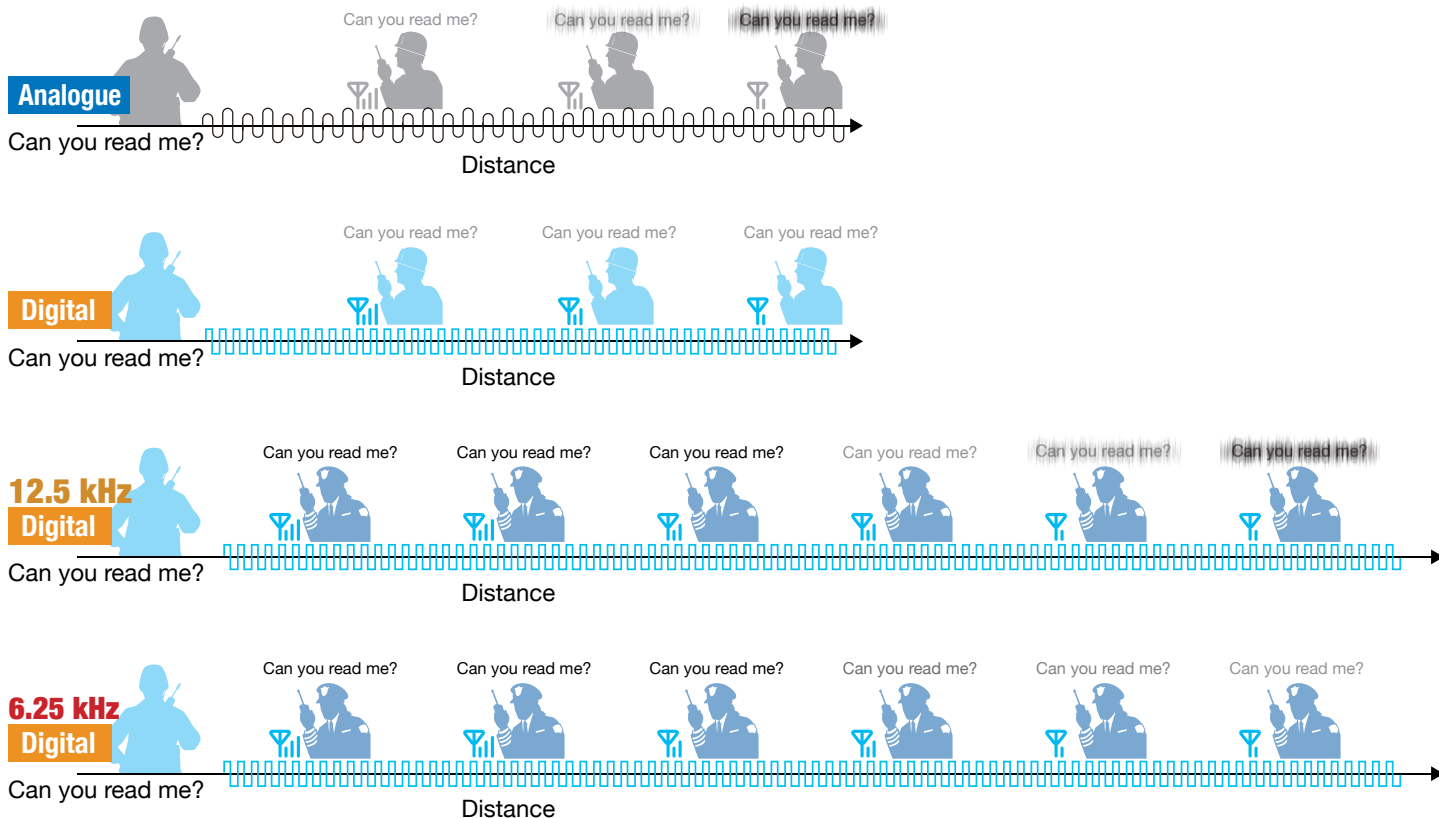 Can you read me? Can you read me? Can you read me?
Analogue
Can you read me?
Distance
Can you read me? Can you read me? Can you read me?
Digital
Can you read me?
Distance
Can you read me? Can you read me? Can you read me? Can you read me? Can you read me? Can you read me?
12.5 kHz
Digital
Can you read me?
Distance
Can you read me? Can you read me? Can you read me? Can you read me? Can you read me? Can you read me?
6.25 kHz
Digital
Can you read me?
Distance